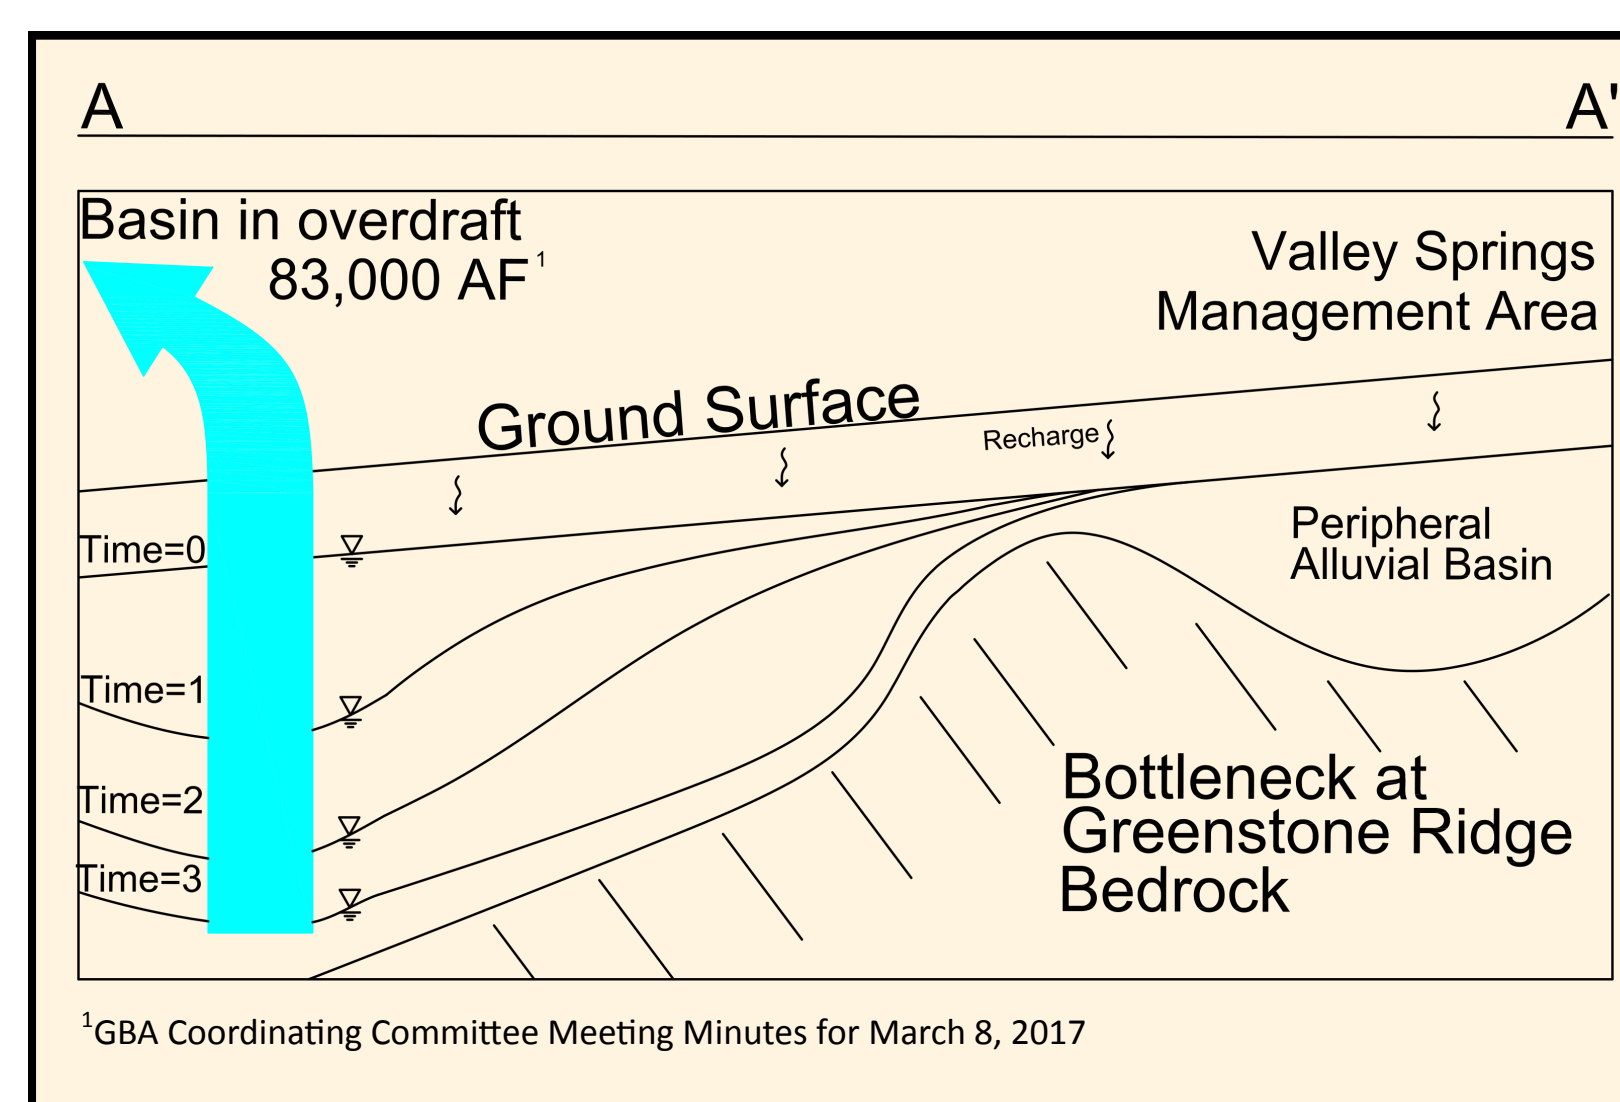 A
A'
Basin in overdraft
83,000 AF¹
Valley Springs
Management Area
Ground Surface
Recharge
Time=0
Peripheral
Alluvial Basin
Time=1
Time=2
Time=3
Bottleneck at
Greenstone Ridge
Bedrock
¹GBA Coordinating Committee Meeting Minutes for March 8, 2017